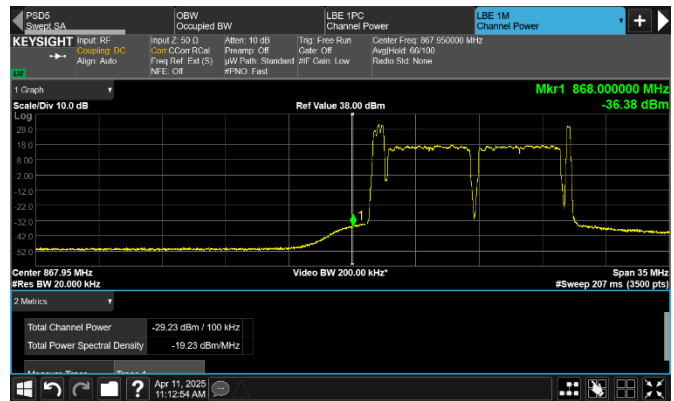 PSD5
Swept SA
OBW
Occupied BW
LBE 1PC
Channel Power
LBE 1M
Channel Power
KEYSIGHT
Input: RF
Coupling: DC
Align: Auto
Input Z: 50 Ω
Corr CCorr RCal
Freq Ref: Ext (S)
NFE: Off
Atten: 10 dB
Preamp: Off
µW Path: Standard
#PNO: Fast
Trig: Free Run
Gate: Off
#IF Gain: Low
Center Freq: 867.950000 MHz
Avg|Hold: 66/100
Radio Std: None
LXI
1 Graph
Mkr1 868.000000 MHz
Scale/Div 10.0 dB
Ref Value 38.00 dBm
-36.38 dBm
Log
28.0
18.0
8.00
-2.00
-12.0
-22.0
-32.0
-42.0
-52.0
1
Center 867.95 MHz
Video BW 200.00 kHz*
Span 35 MHz
#Res BW 20.000 kHz
#Sweep 207 ms (3500 pts)
2 Metrics
Total Channel Power -29.23 dBm / 100 kHz
Total Power Spectral Density -19.23 dBm/MHz
?
Apr 11, 2025
11:12:54 AM